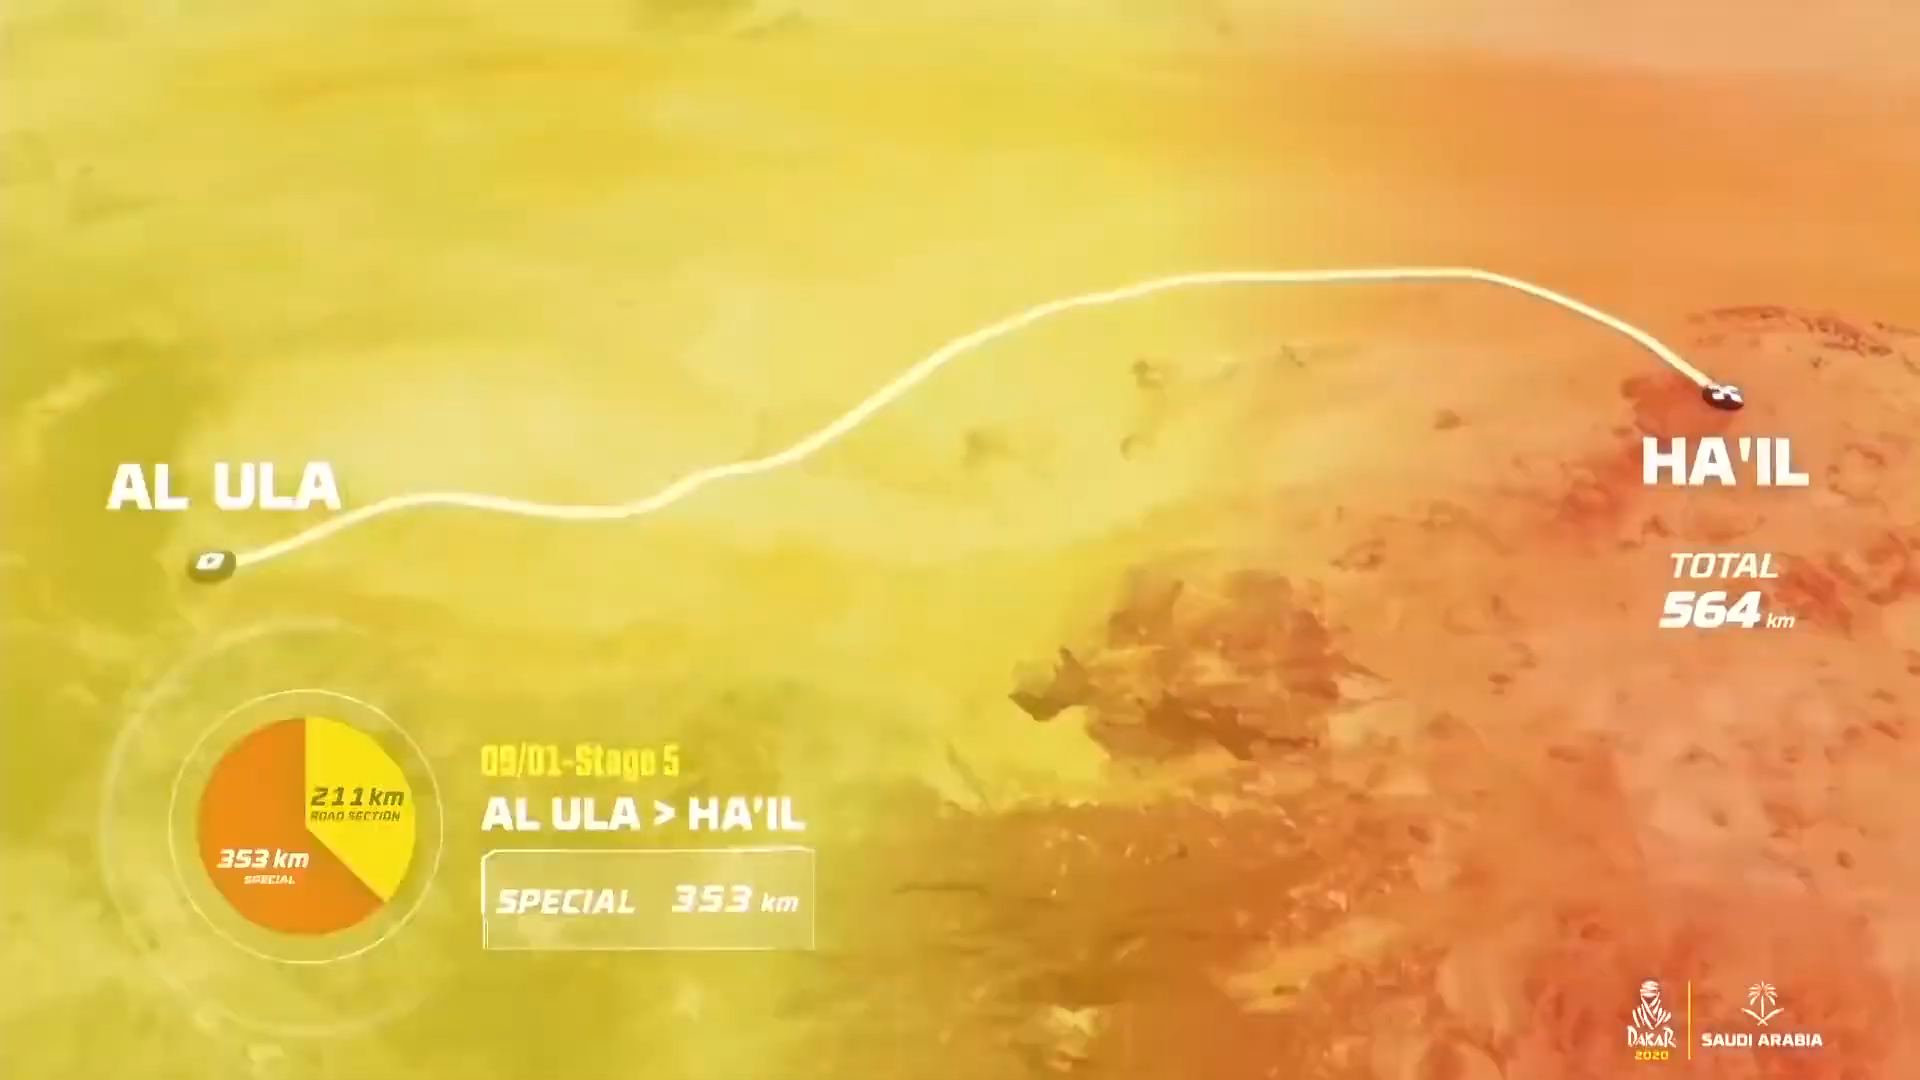 AL ULA
HA'IL
TOTAL
564 km
211 km
ROAD SECTION
353 km
SPECIAL
09/01-Stage 5
AL ULA > HA'IL
SPECIAL 353 km
DAKAR
2020
SAUDI ARABIA